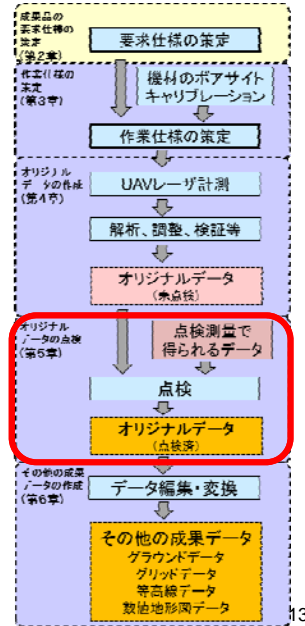 成果品の
要求仕様の
策定
(第2章)
要求仕様の策定
作業仕様の
策定
(第3章)
機材のボアサイト
キャリブレーション
作業仕様の策定
オリジナル
データの作成
(第4章)
UAVレーザ計測
解析、調整、検証等
オリジナルデータ
(未点検)
オリジナル
データの点検
(第5章)
点検測量で
得られるデータ
点検
オリジナルデータ
(点検済)
その他の成果
データの作成
(第6章)
データ編集・変換
その他の成果データ
グラウンドデータ
グリッドデータ
等高線データ
数値地形図データ
13